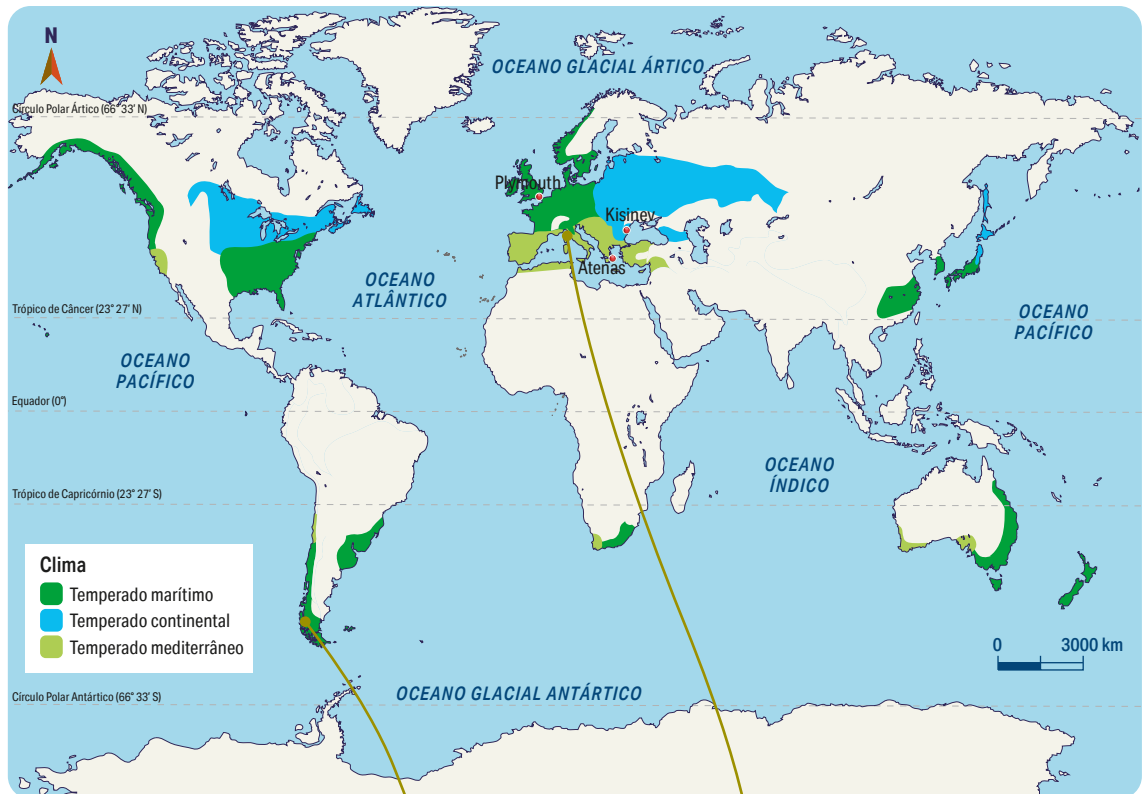 N
OCEANO GLACIAL ÁRTICO
Círculo Polar Ártico (66° 33' N)
Plymouth
Kisinev
Atenas
OCEANO
ATLÂNTICO
Trópico de Câncer (23° 27' N)
OCEANO
PACÍFICO
OCEANO
PACÍFICO
Equador (0°)
OCEANO
ÍNDICO
Trópico de Capricórnio (23° 27' S)
Clima
Temperado marítimo
Temperado continental
Temperado mediterrâneo
0 3000 km
OCEANO GLACIAL ANTÁRTICO
Círculo Polar Antártico (66° 33' S)